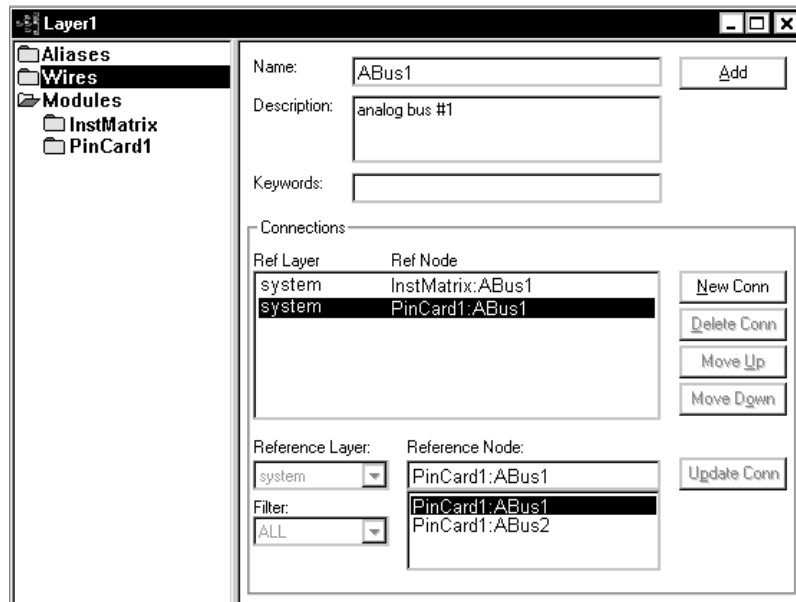 Layer1
Aliases
Wires
Modules
InstMatrix
PinCard1
Name:
ABus1
Add
Description:
analog bus #1
Keywords:
Connections
Ref Layer Ref Node
system InstMatrix:ABus1
system PinCard1:ABus1
New Conn
Delete Conn
Move Up
Move Down
Reference Layer: Reference Node:
system PinCard1:ABus1 Update Conn
Filter:
ALL
PinCard1:ABus1
PinCard1:ABus2